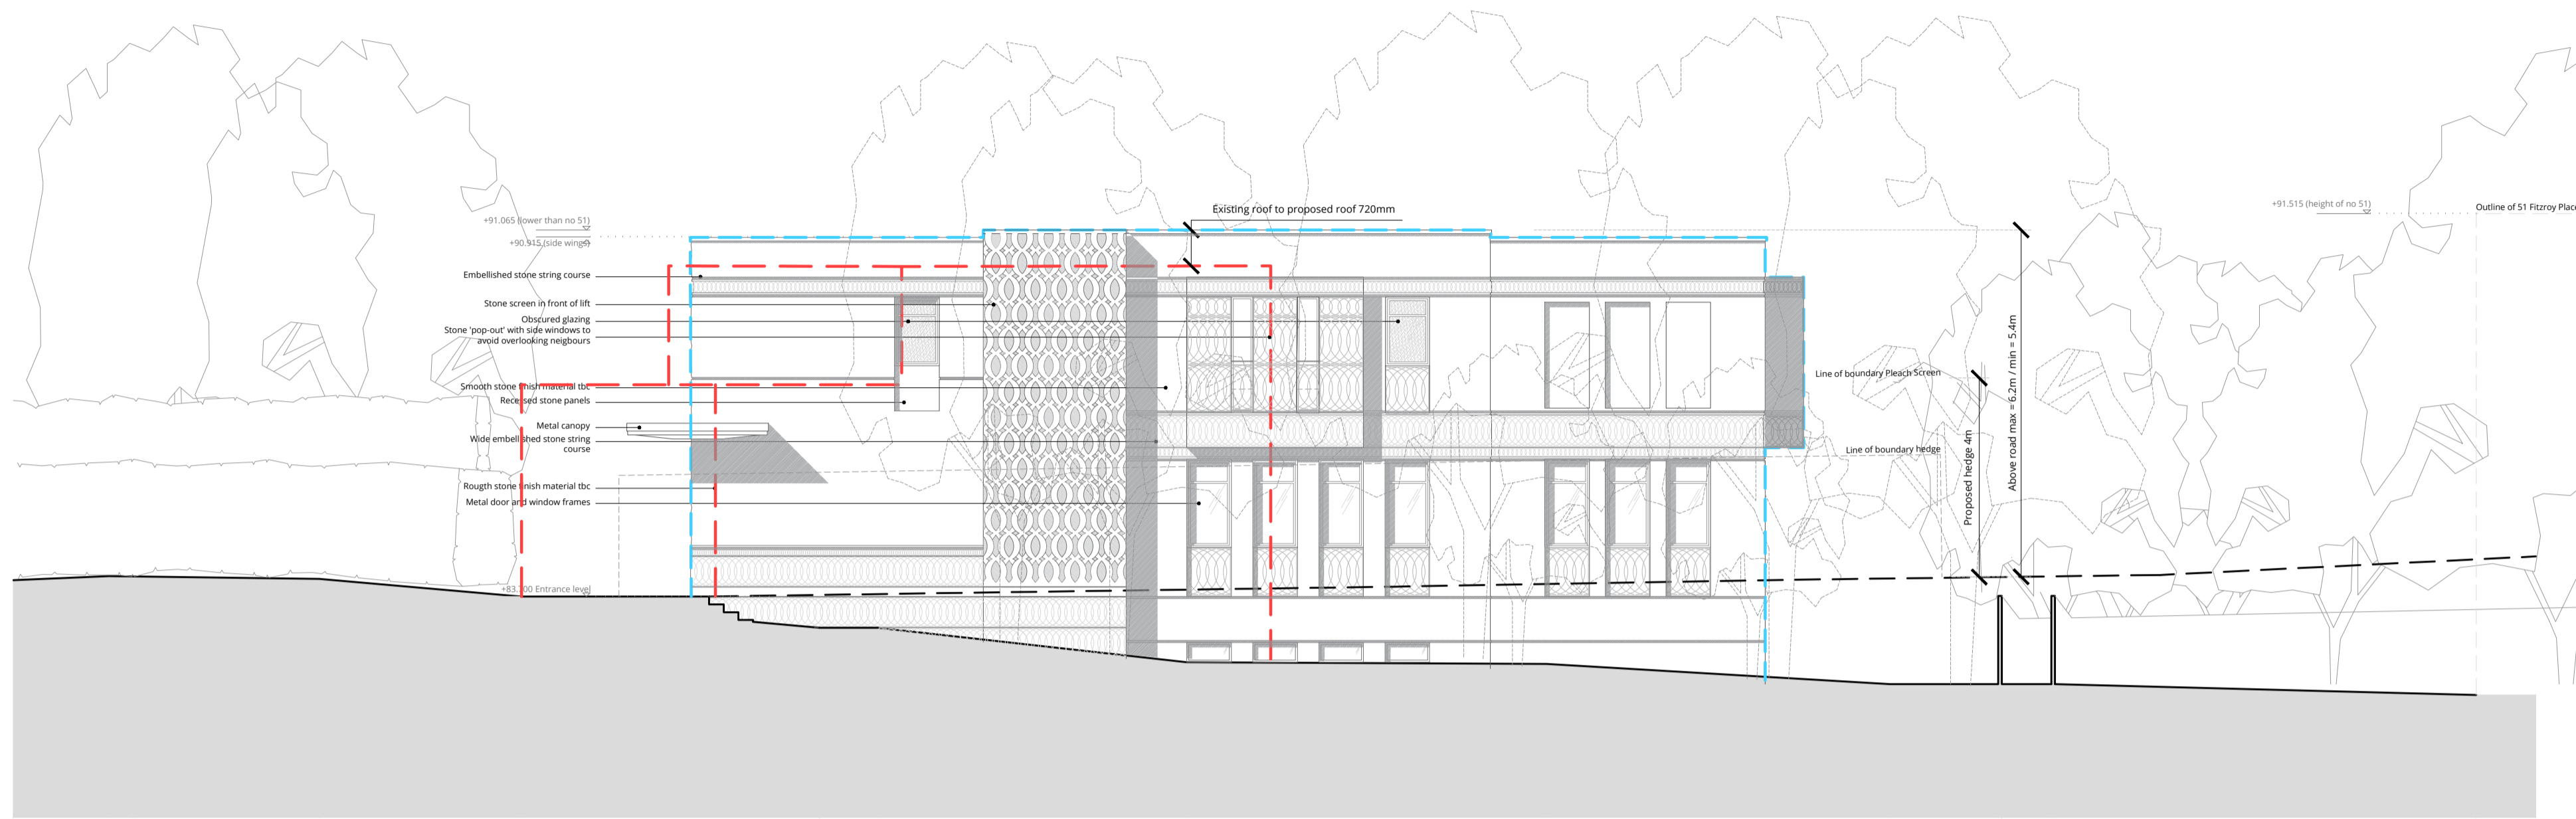 Existing roof to proposed roof 720mm
+91.065 (lower than no 51)
+90.915 (side wings)
+91.515 (height of no 51)
Outline of 51 Fitzroy Place
Embellished stone string course
Stone screen in front of lift
Obscured glazing
Stone 'pop-out' with side windows to
avoid overlooking neigbours
Smooth stone finish material tbc
Recessed stone panels
Metal canopy
Wide embellished stone string
course
Rougth stone finish material tbc
Metal door and window frames
+83.300 Entrance level
Line of boundary Pleach Screen
Line of boundary hedge
Proposed hedge 4m
Above road max = 6.2m / min = 5.4m